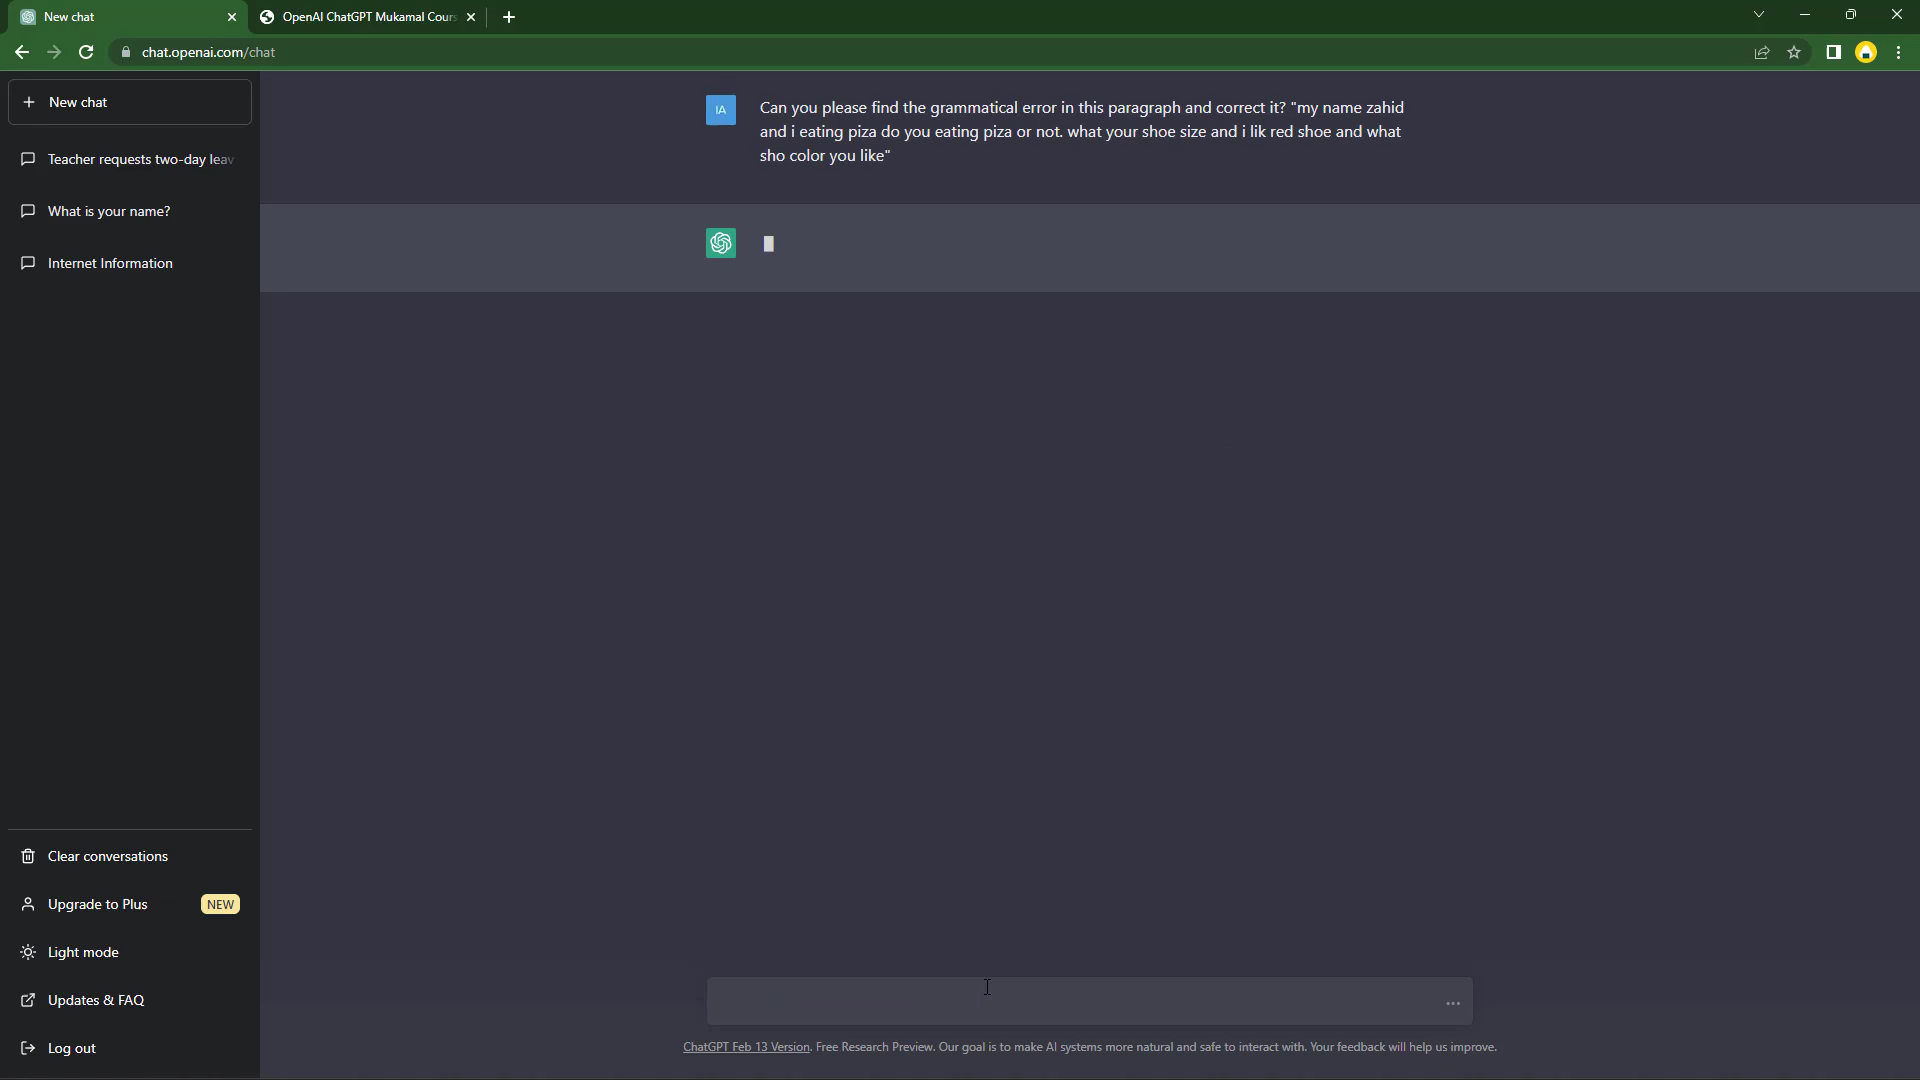 New chat
OpenAI ChatGPT Mukamal Cours
chat.openai.com/chat
New chat
Teacher requests two-day leav
What is your name?
Internet Information
IA
Can you please find the grammatical error in this paragraph and correct it? "my name zahid
and i eating piza do you eating piza or not. what your shoe size and i lik red shoe and what
sho color you like"
Clear conversations
Upgrade to Plus NEW
Light mode
Updates & FAQ
Log out
ChatGPT Feb 13 Version. Free Research Preview. Our goal is to make AI systems more natural and safe to interact with. Your feedback will help us improve.